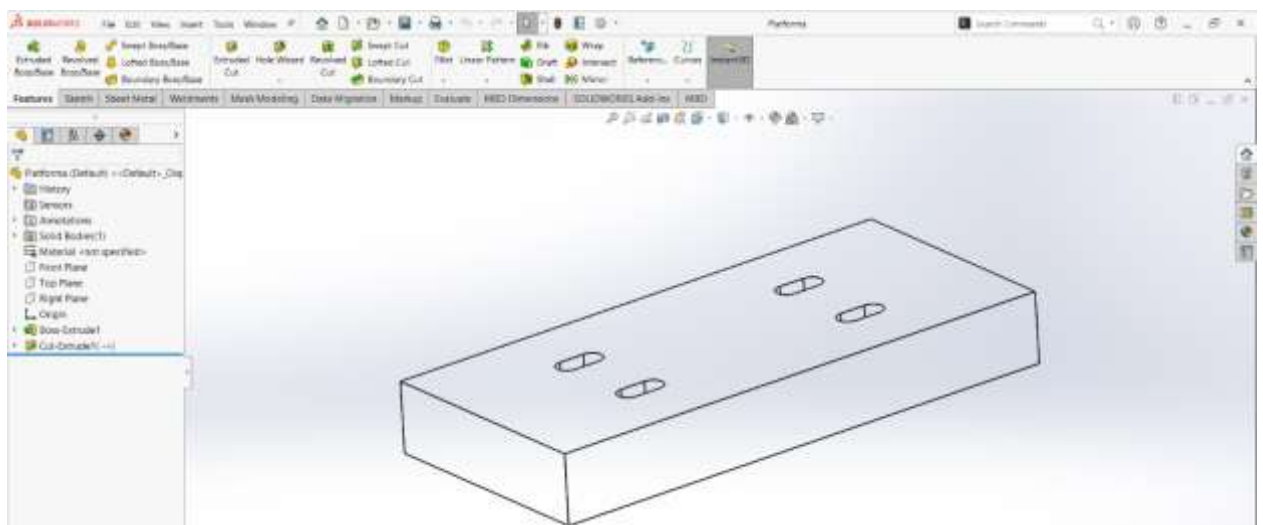 SOLIDWORKS File Edit View Insert Tools Window Platforma Search Commands
Extruded Boss/Base Revolved Boss/Base Swept Boss/Base Lofted Boss/Base Boundary Boss/Base Extruded Cut Hole Wizard Revolved Cut Swept Cut Lofted Cut Boundary Cut Fillet Linear Pattern Rib Draft Shell Wrap Intersect Mirror Referenc... Curves Instant3D
Features Sketch Sheet Metal Weldments Mesh Modeling Data Migration Markup Evaluate MBD Dimensions SOLIDWORKS Add-Ins MBD
Platforma (Default) <<Default>_Disp
History
Sensors
Annotations
Solid Bodies(1)
Material <not specified>
Front Plane
Top Plane
Right Plane
Origin
Boss-Extrude1
Cut-Extrude1(-->)